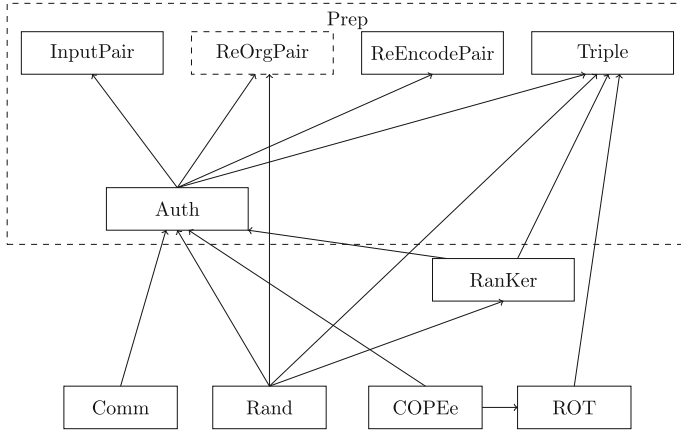 Prep
InputPair
ReOrgPair
ReEncodePair
Triple
Auth
RanKer
Comm
Rand
COPEe
ROT